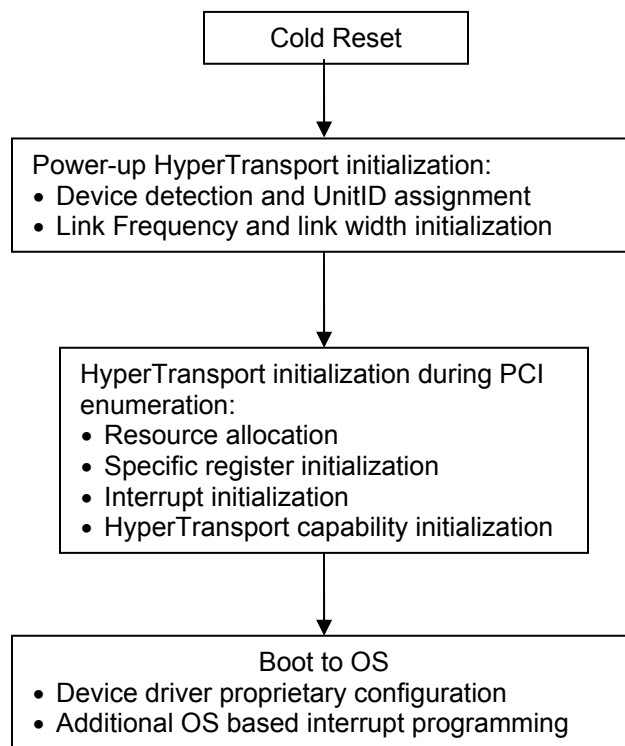 Cold Reset
Power-up HyperTransport initialization:
• Device detection and UnitID assignment
• Link Frequency and link width initialization
HyperTransport initialization during PCI
enumeration:
• Resource allocation
• Specific register initialization
• Interrupt initialization
• HyperTransport capability initialization
Boot to OS
• Device driver proprietary configuration
• Additional OS based interrupt programming